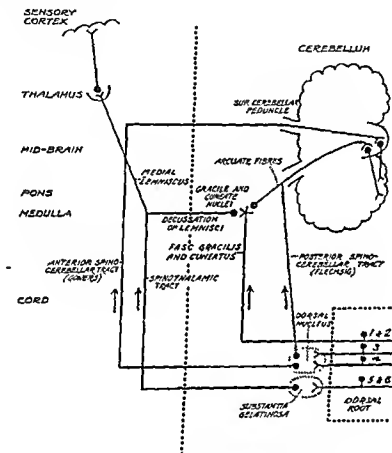 SENSORY
CORTEX
CEREBELLUM
THALAMUS
SUP. CEREBELLAR
PEDUNCLE
MID-BRAIN
ARCUATE FIBRES
MEDIAL
LEMNISCUS
PONS
GRACILE AND
CUNEATE
NUCLEI
MEDULLA
DECUSSATION
OF LEMNISCI
FASC GRACILIS
AND CUNEATUS
ANTERIOR SPINO-
CEREBELLAR TRACT
(GOWERS)
SPINOTHALAMIC
TRACT
POSTERIOR SPINO-
CEREBELLAR TRACT
(FLECHSIG)
CORD
DORSAL
NUCLEUS
1 & 2
3
4
5 & 6
SUBSTANTIA
GELATINOSA
DORSAL
ROOT